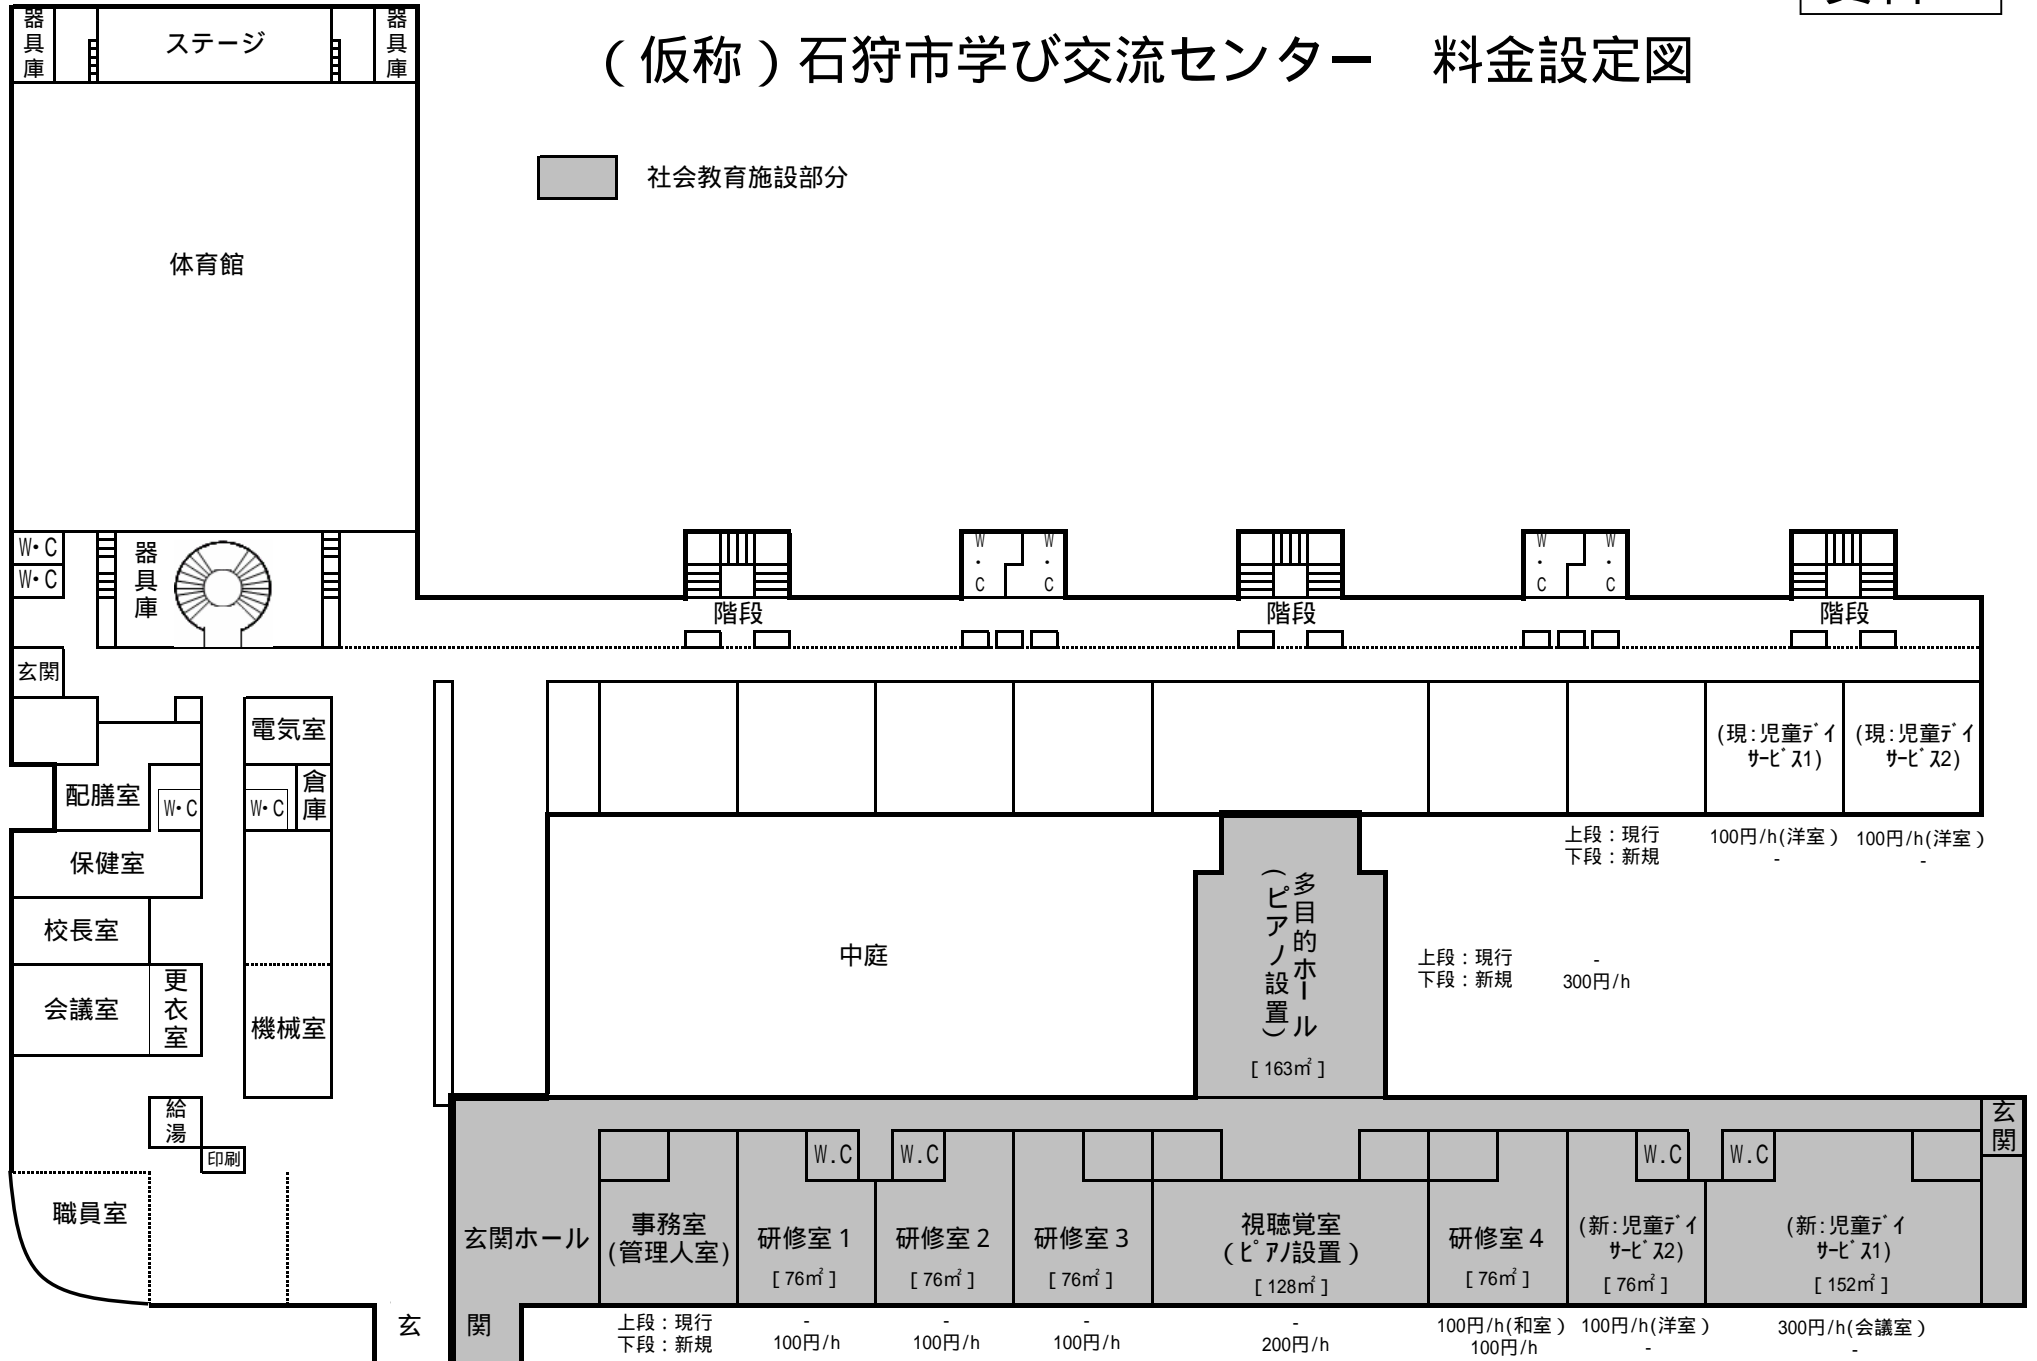 （仮称）石狩市学び交流センター　料金設定図
社会教育施設部分
器具庫
ステージ
器具庫
体育館
W・C
W・C
器具庫
玄関
階段
W・C
W・C
階段
W・C
W・C
階段
電気室
倉庫
配膳室
W・C
W・C
保健室
校長室
会議室
更衣室
機械室
給湯
印刷
職員室
(現:児童ﾃﾞｲ
ｻｰﾋﾞｽ1)
(現:児童ﾃﾞｲ
ｻｰﾋﾞｽ2)
上段：現行
下段：新規
100円/h(洋室）
-
100円/h(洋室）
-
中庭
多目的ホール
（ピアノ設置）
[ 163㎡ ]
上段：現行
下段：新規
-
300円/h
玄関
玄関ホール
事務室
(管理人室)
W.C
研修室１
[ 76㎡ ]
W.C
研修室２
[ 76㎡ ]
研修室３
[ 76㎡ ]
視聴覚室
（ﾋﾟｱﾉ設置）
[ 128㎡ ]
研修室４
[ 76㎡ ]
W.C
(新:児童ﾃﾞｲ
ｻｰﾋﾞｽ2)
[ 76㎡ ]
W.C
(新:児童ﾃﾞｲ
ｻｰﾋﾞｽ1)
[ 152㎡ ]
玄　関
上段：現行
下段：新規
-
100円/h
-
100円/h
-
100円/h
-
200円/h
100円/h(和室）
100円/h
100円/h(洋室）
-
300円/h(会議室）
-